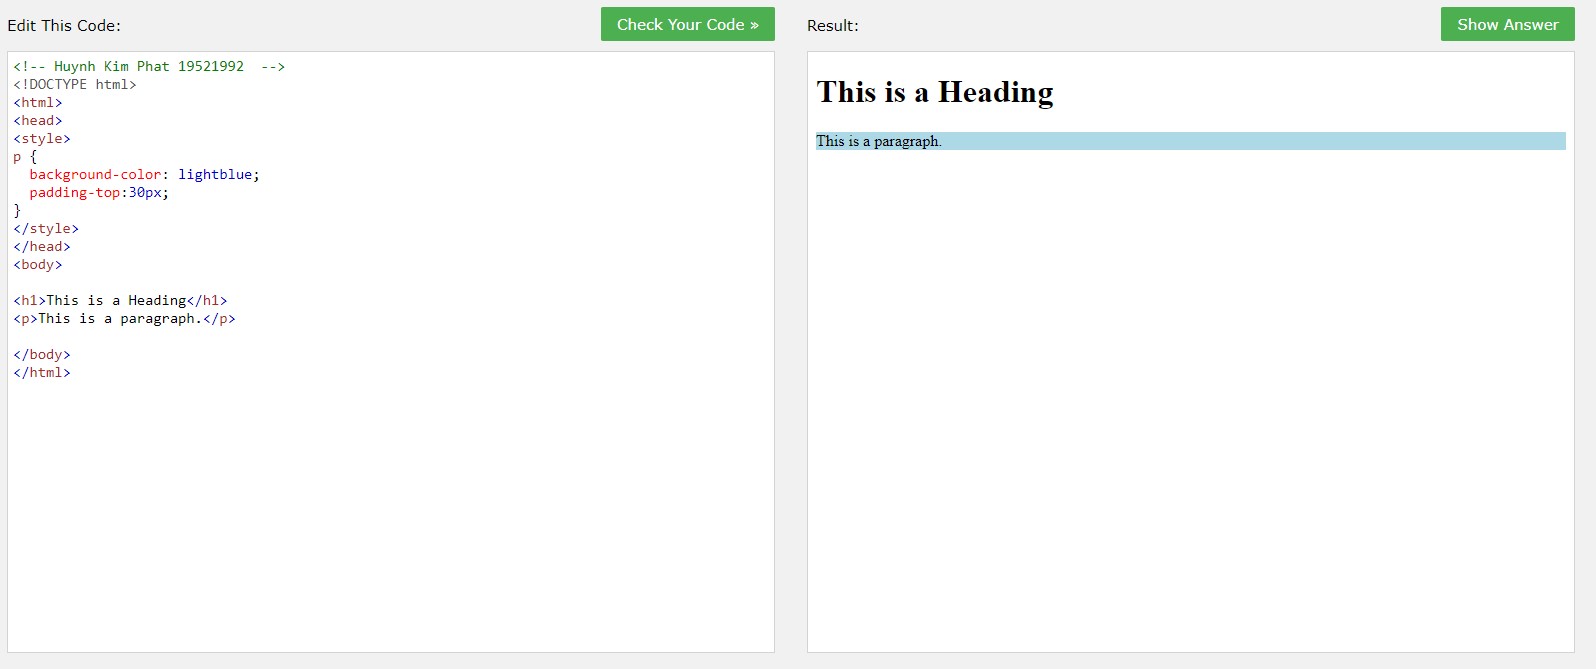 Edit This Code:
Check Your Code »
<!-- Huynh Kim Phat 19521992  -->
<!DOCTYPE html>
<html>
<head>
<style>
p {
  background-color: lightblue;
  padding-top:30px;
}
</style>
</head>
<body>
<h1>This is a Heading</h1>
<p>This is a paragraph.</p>
</body>
</html>
Result:
Show Answer
This is a Heading
This is a paragraph.